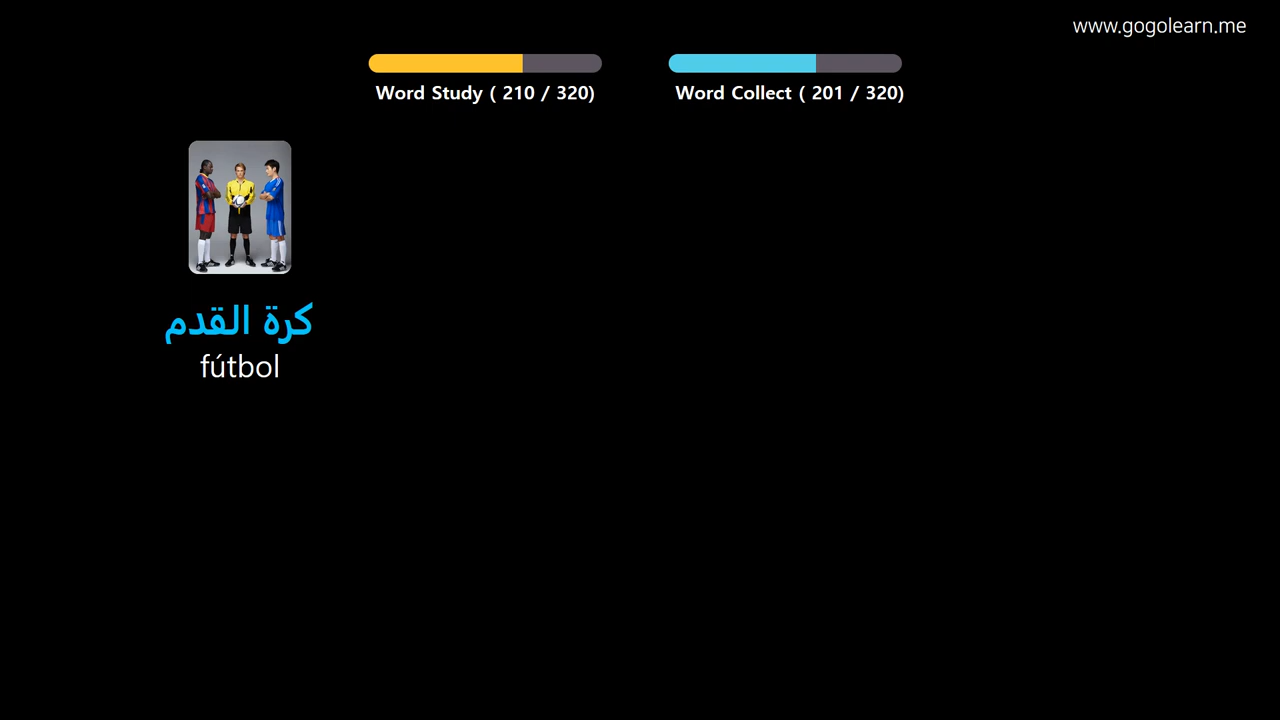 www.gogolearn.me
Word Study ( 210 / 320)
Word Collect ( 201 / 320)
كرة القدم
fútbol